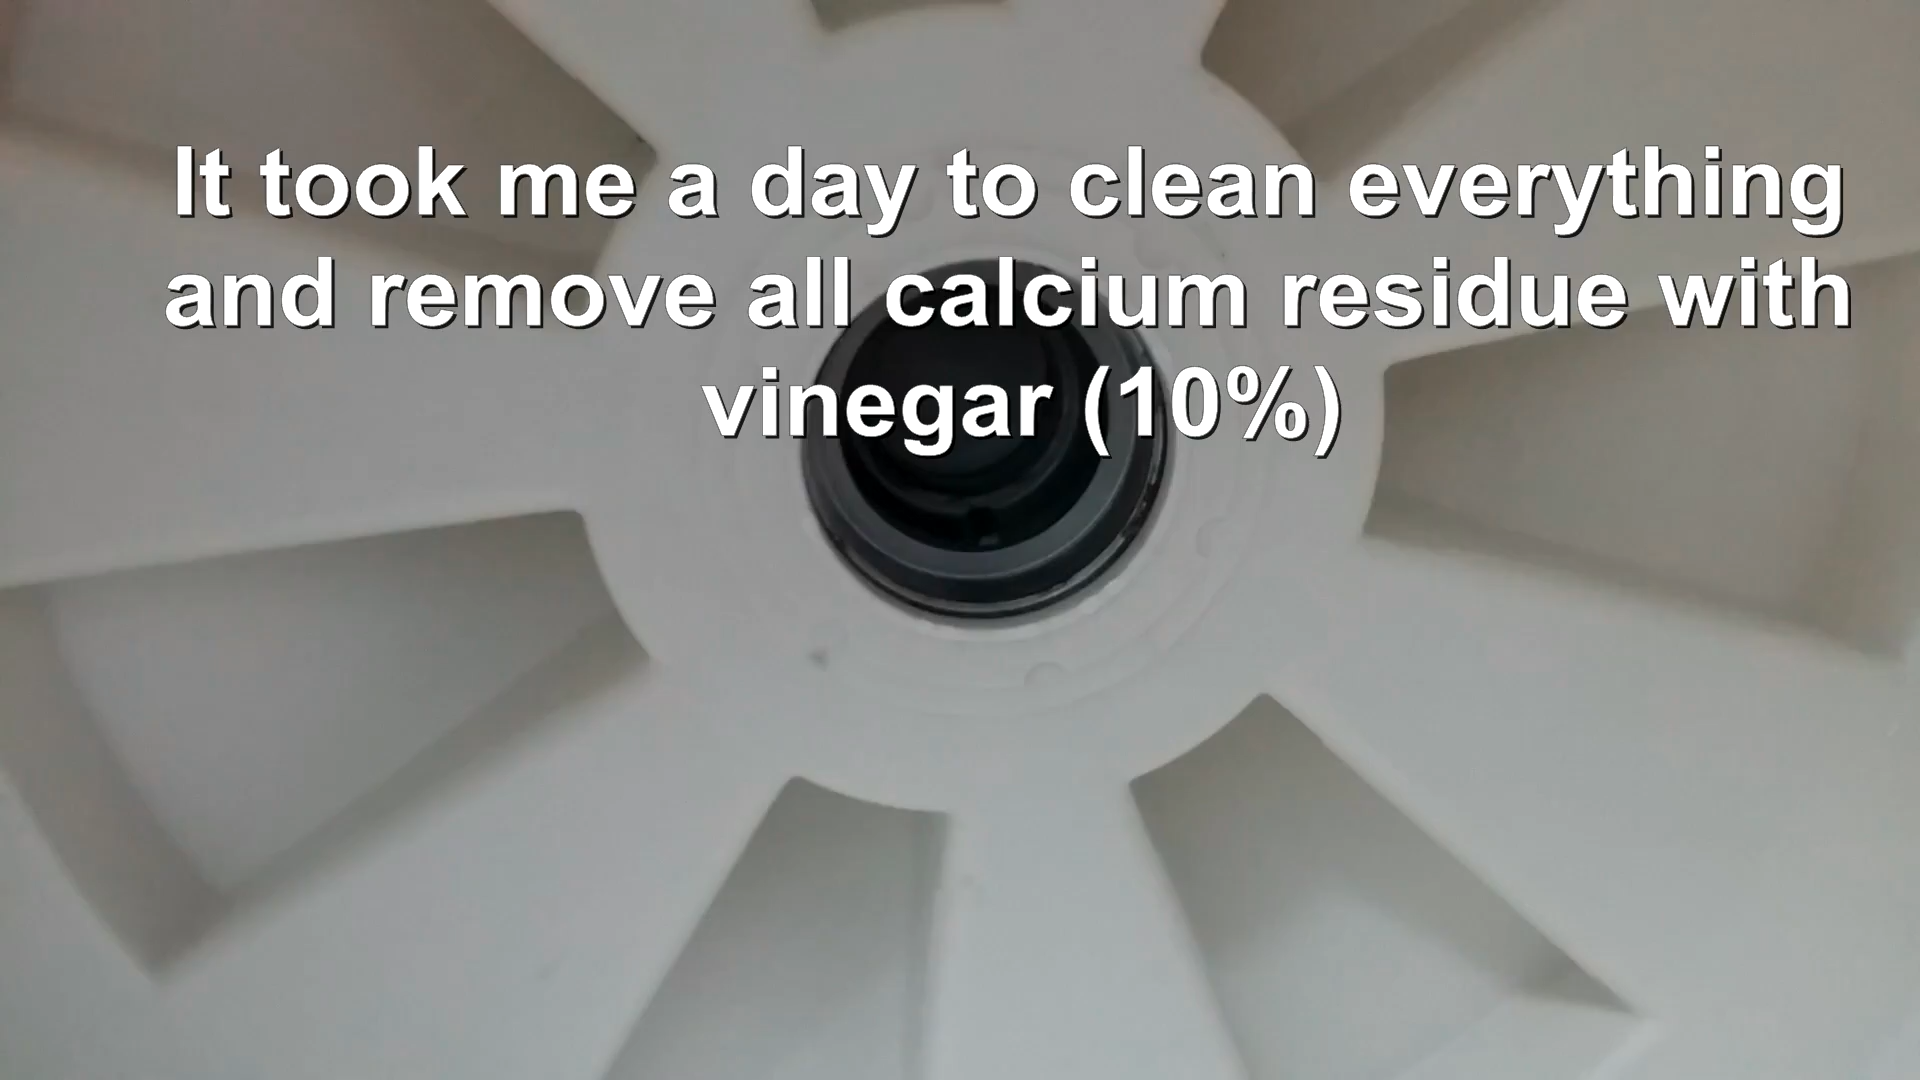 It took me a day to clean everything
and remove all calcium residue with
vinegar (10%)